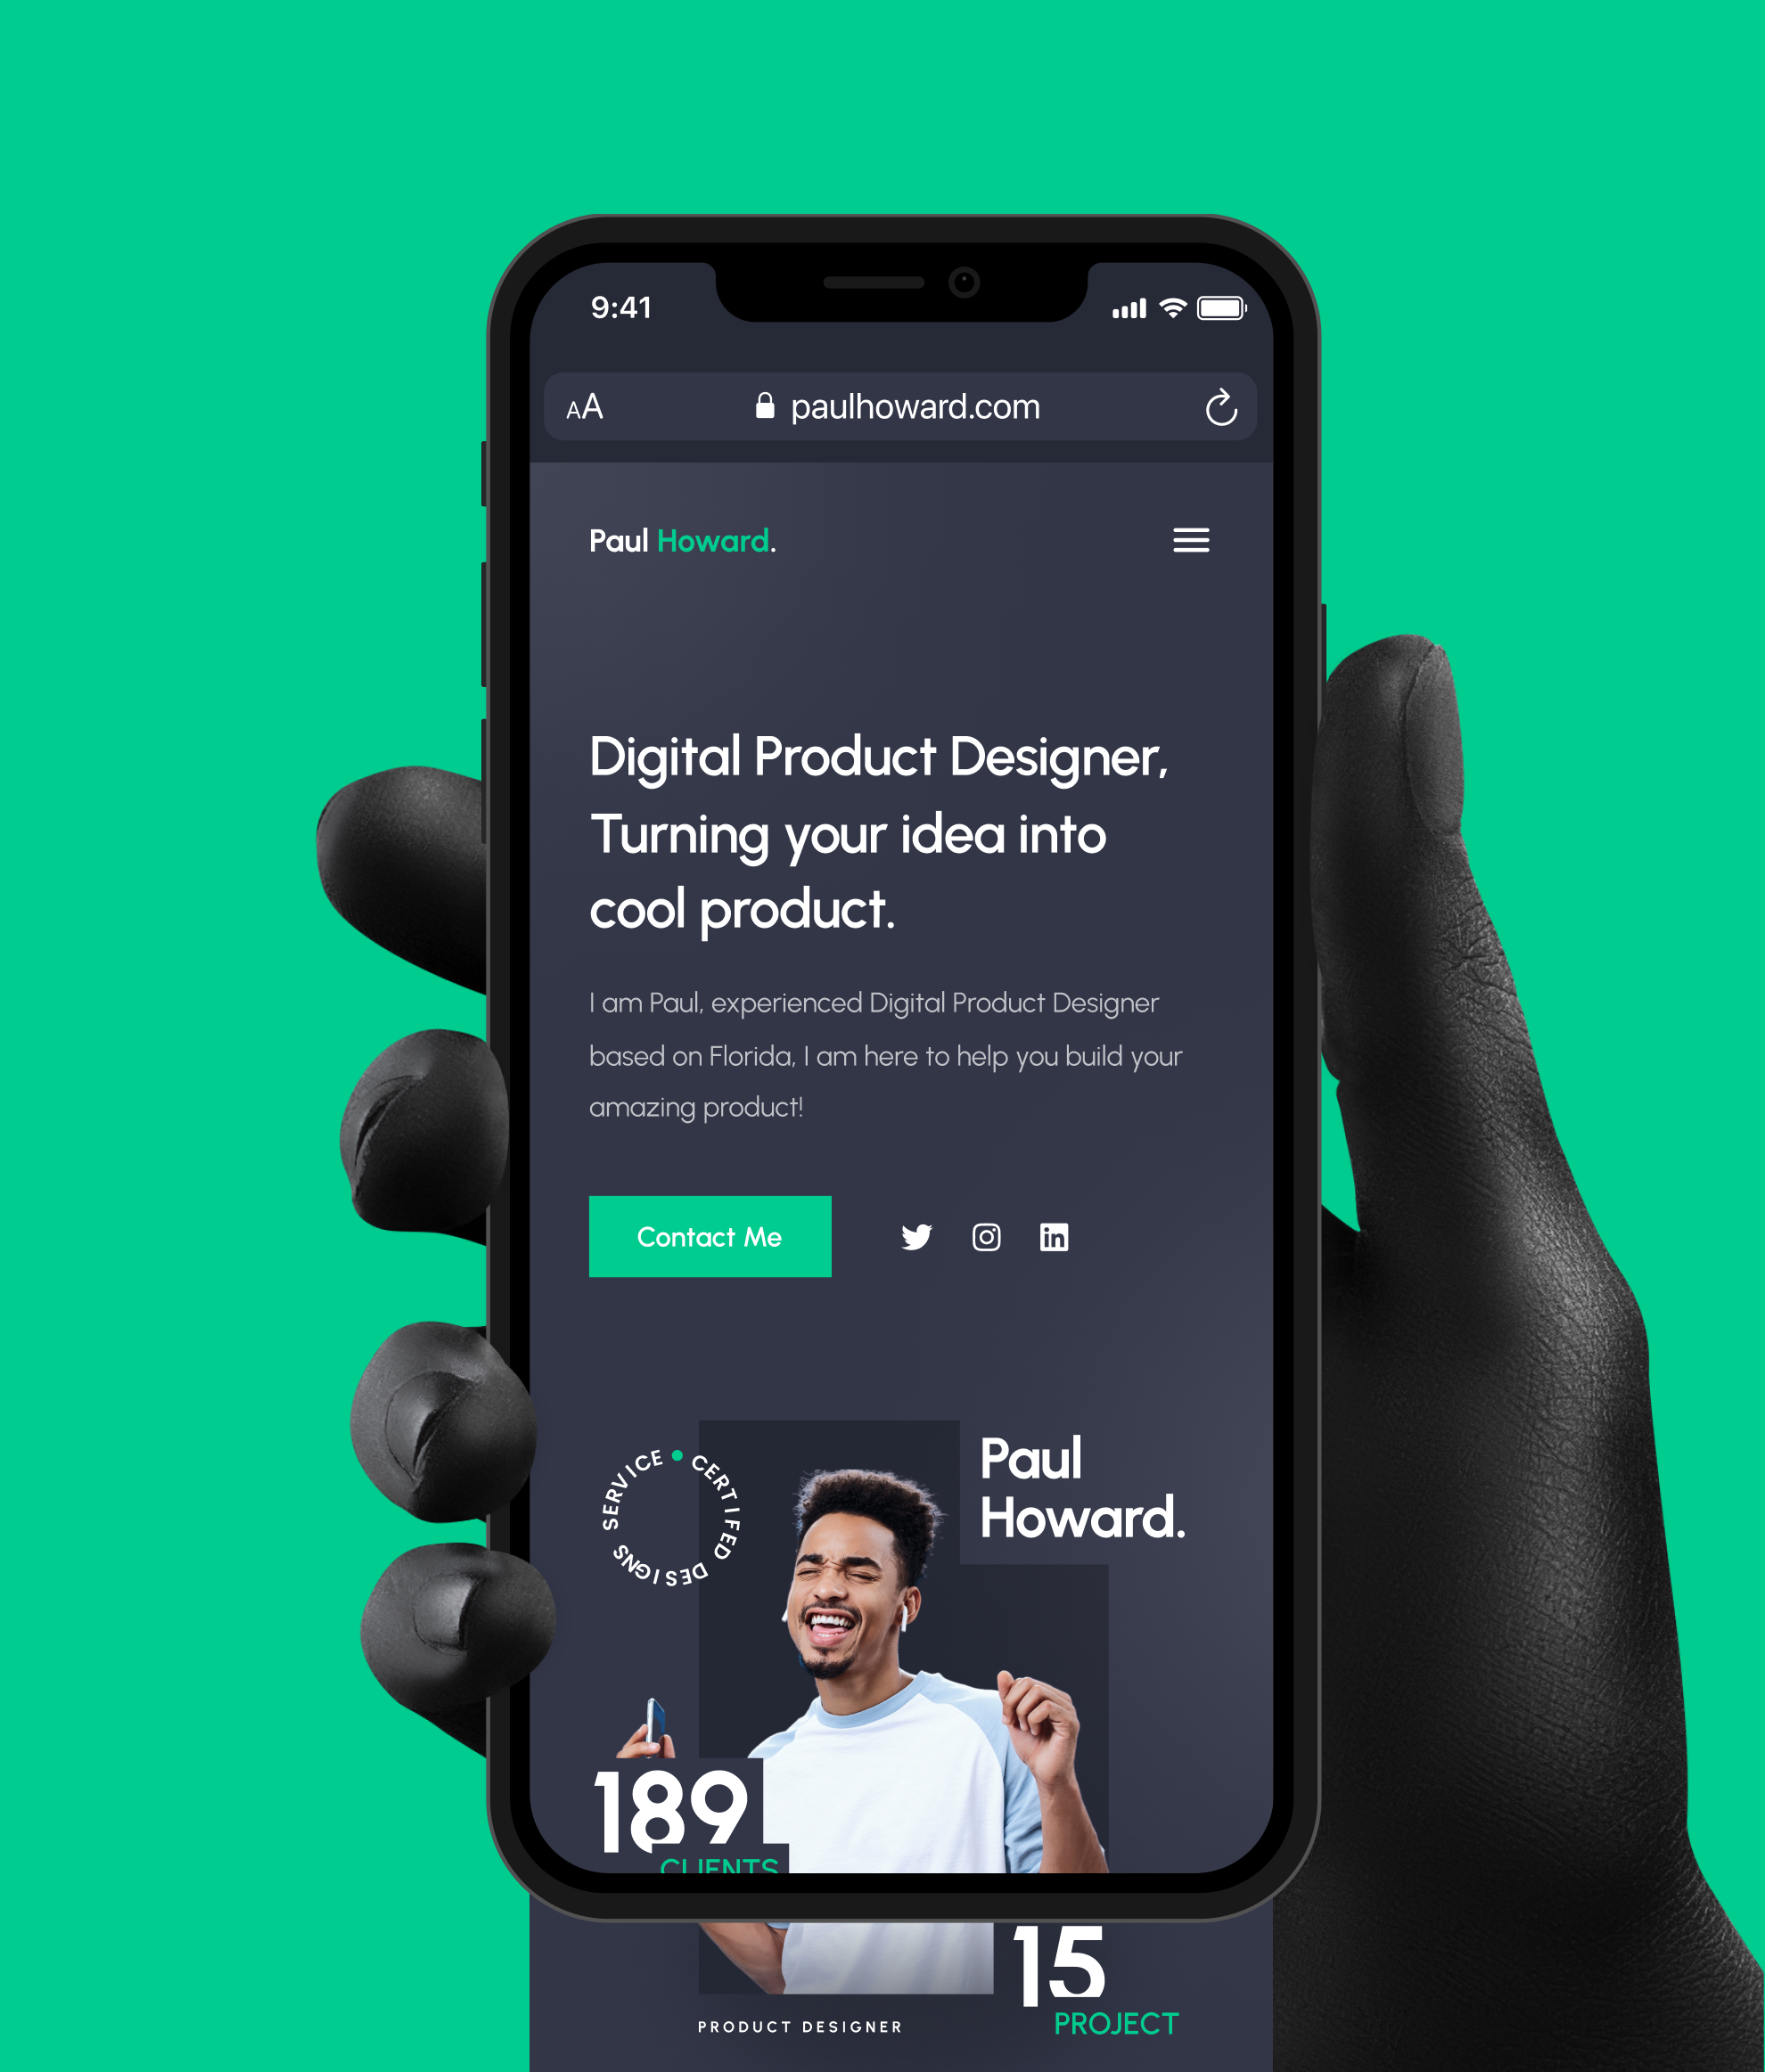 9:41
AA paulhoward.com
Paul Howard.
Digital Product Designer,
Turning your idea into
cool product.
I am Paul, experienced Digital Product Designer
based on Florida, I am here to help you build your
amazing product!
Contact Me
in
CERTIFIED DESIGNS SERVICE
Paul
Howard.
189
CLIENTS
15
PROJECT
PRODUCT DESIGNER